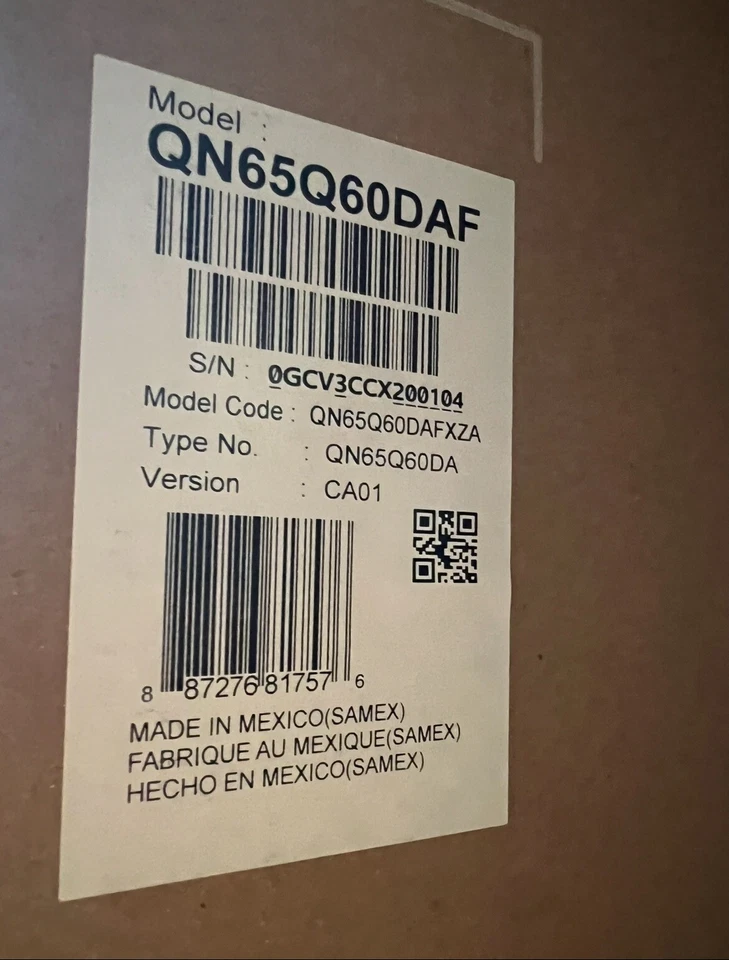 Model :
QN65Q60DAF
S/N : 0GCV3CCX200104
Model Code : QN65Q60DAFXZA
Type No. : QN65Q60DA
Version : CA01
8 87276 81757 6
MADE IN MEXICO(SAMEX)
FABRIQUE AU MEXIQUE(SAMEX)
HECHO EN MEXICO(SAMEX)